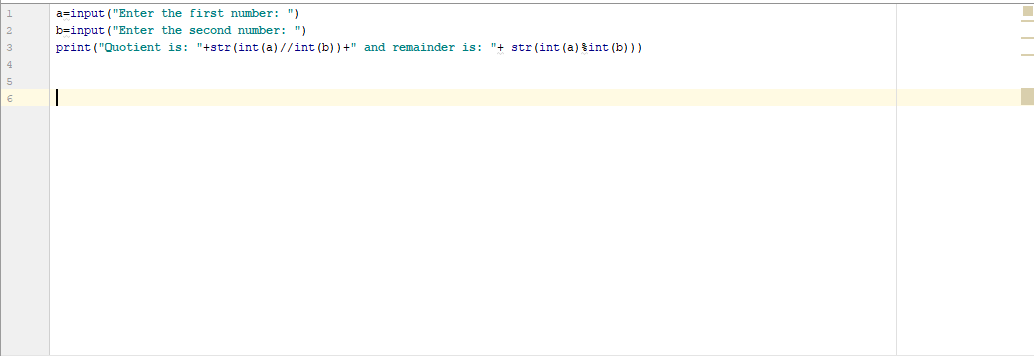 1 a=input("Enter the first number: ")
2 b=input("Enter the second number: ")
3 print("Quotient is: "+str(int(a)//int(b))+" and remainder is: "+ str(int(a)%int(b)))
4
5
6